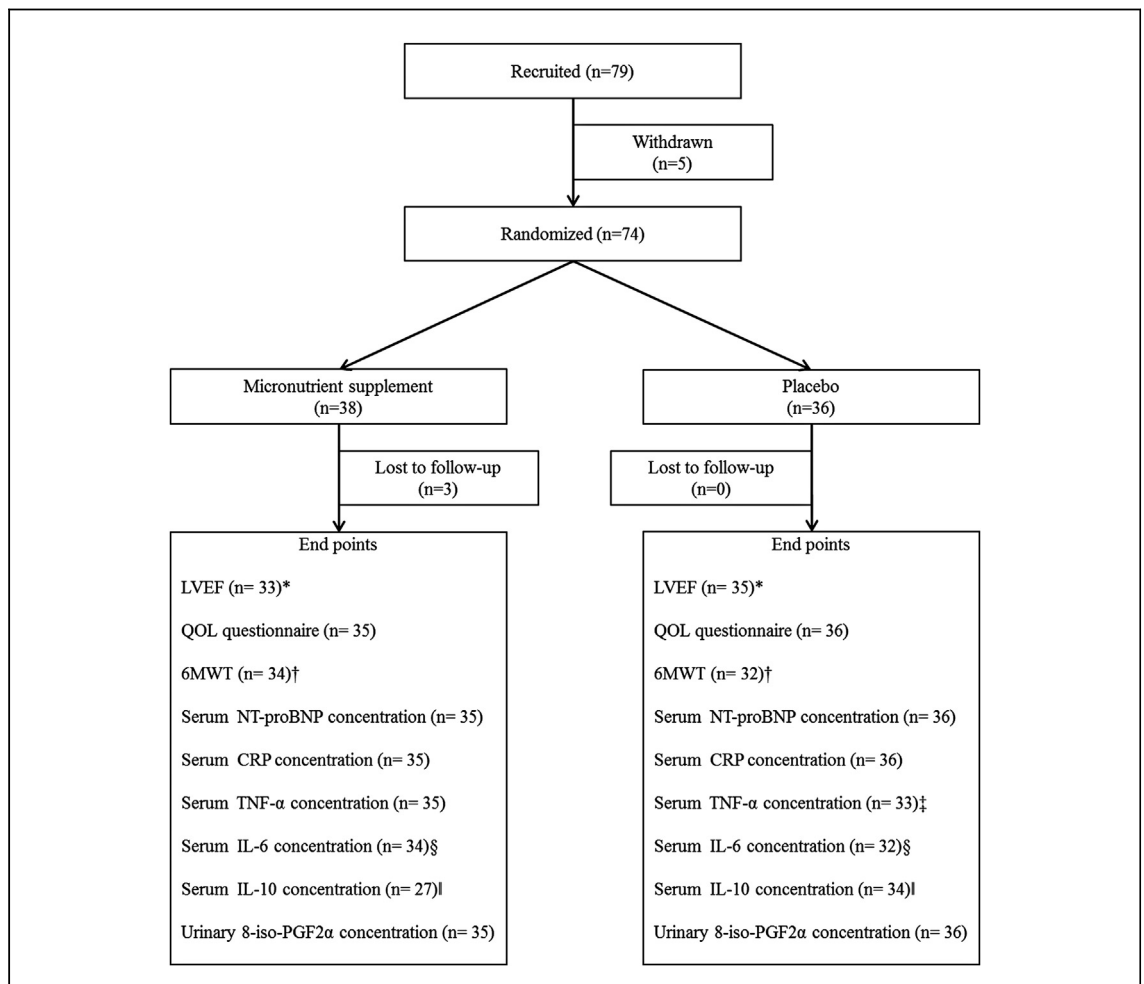 Recruited (n=79)
Withdrawn
(n=5)
Randomized (n=74)
Micronutrient supplement
(n=38)
Placebo
(n=36)
Lost to follow-up
(n=3)
Lost to follow-up
(n=0)
End points
LVEF (n= 33)*
QOL questionnaire (n= 35)
6MWT (n= 34)†
Serum NT-proBNP concentration (n= 35)
Serum CRP concentration (n= 35)
Serum TNF-α concentration (n= 35)
Serum IL-6 concentration (n= 34)§
Serum IL-10 concentration (n= 27)‖
Urinary 8-iso-PGF2α concentration (n= 35)
End points
LVEF (n= 35)*
QOL questionnaire (n= 36)
6MWT (n= 32)†
Serum NT-proBNP concentration (n= 36)
Serum CRP concentration (n= 36)
Serum TNF-α concentration (n= 33)‡
Serum IL-6 concentration (n= 32)§
Serum IL-10 concentration (n= 34)‖
Urinary 8-iso-PGF2α concentration (n= 36)